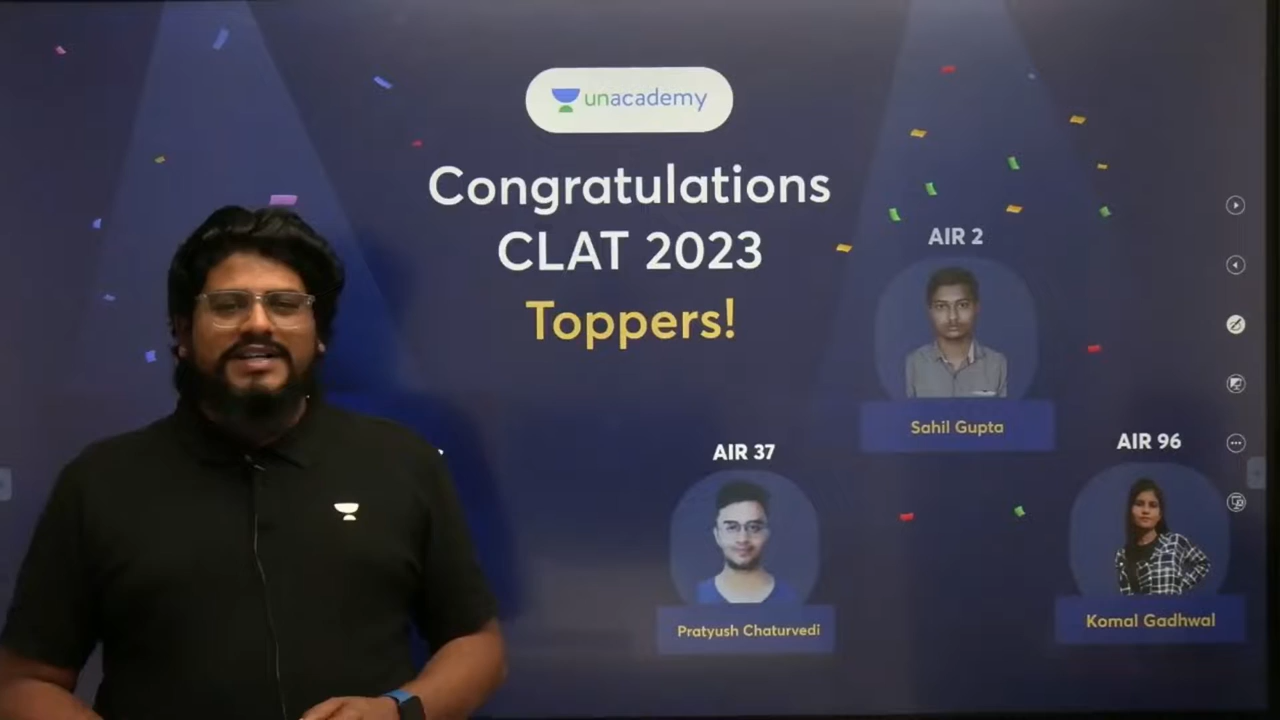 unacademy
Congratulations
CLAT 2023
Toppers!
AIR 2
Sahil Gupta
AIR 37
Pratyush Chaturvedi
AIR 96
Komal Gadhwal